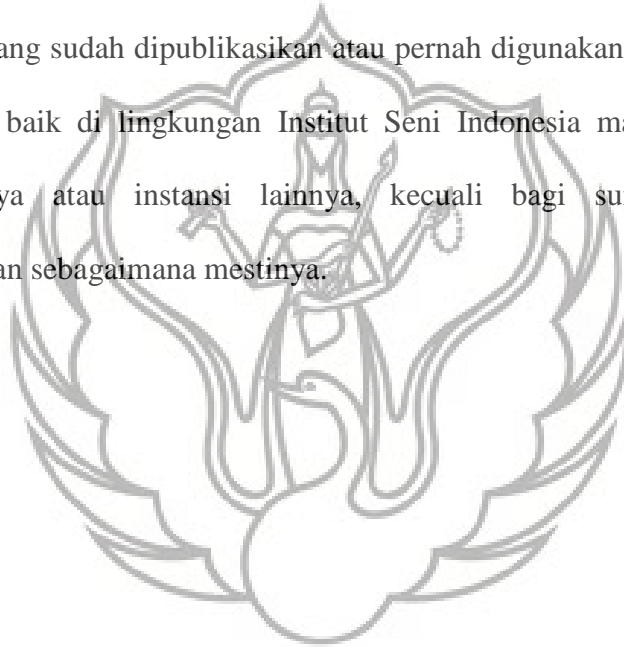 ang sudah dipublikasikan atau pernah digunakan
baik di lingkungan Institut Seni Indonesia ma
ya atau instansi lainnya, kecuali bagi su
an sebagaimana mestinya.